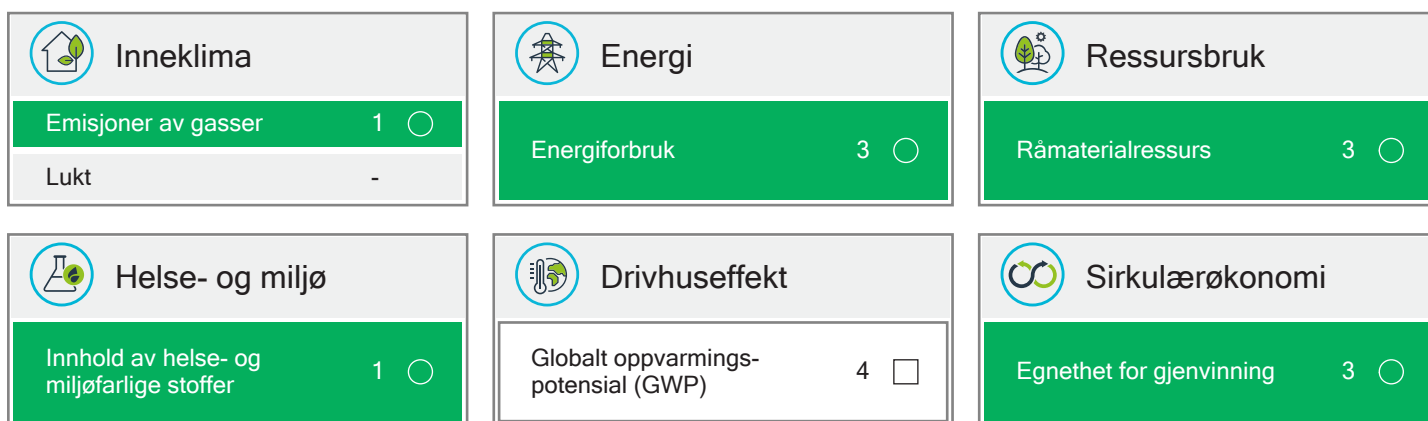 Inneklima
Emisjoner av gasser 1
Lukt -
Energi
Energiforbruk 3
Ressursbruk
Råmaterialressurs 3
Helse- og miljø
Innhold av helse- og
miljøfarlige stoffer 1
Drivhuseffekt
Globalt oppvarmings-
potensial (GWP) 4
Sirkulærøkonomi
Egnethet for gjenvinning 3